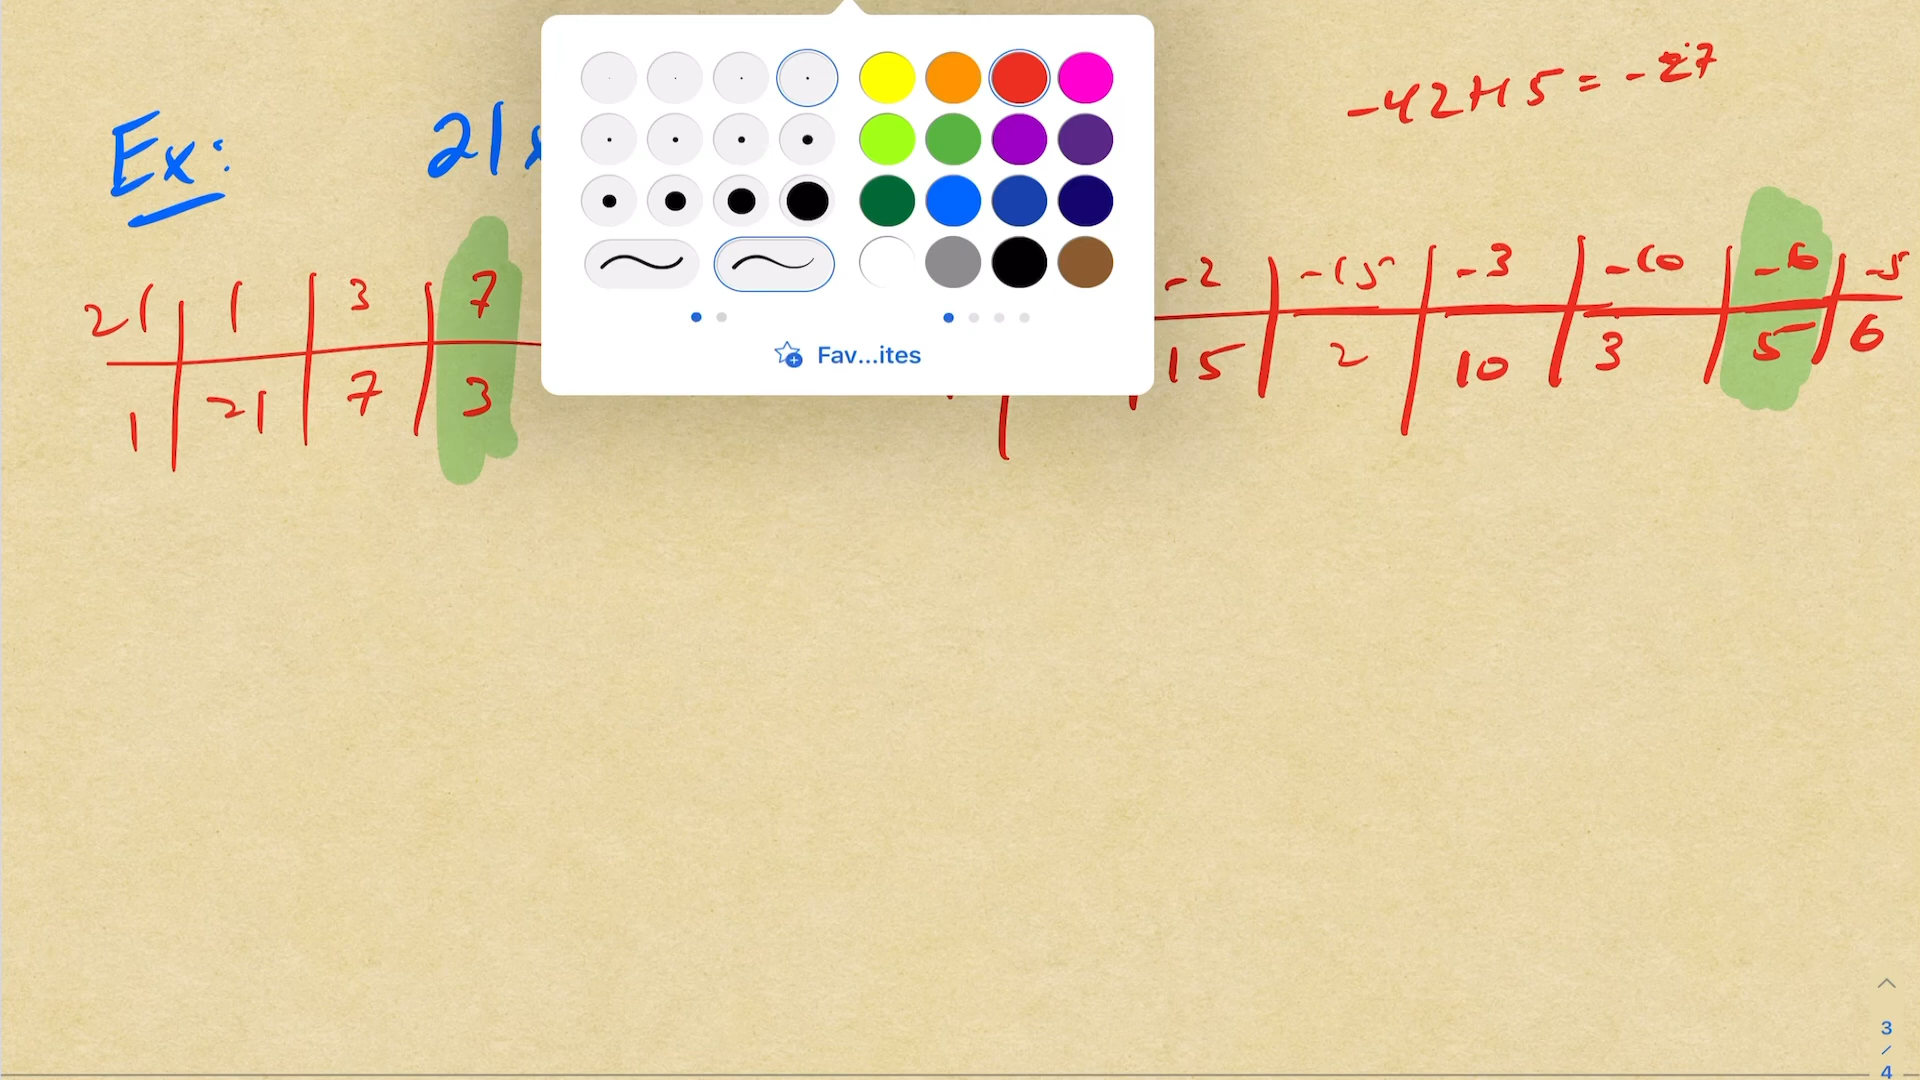 -42+15 = -27
Ex: 21x
21 1 3 7
1 21 7 3
-2 -15 -3 -10 -6 -5
15 2 10 3 5 6
Fav...ites
3
/
4